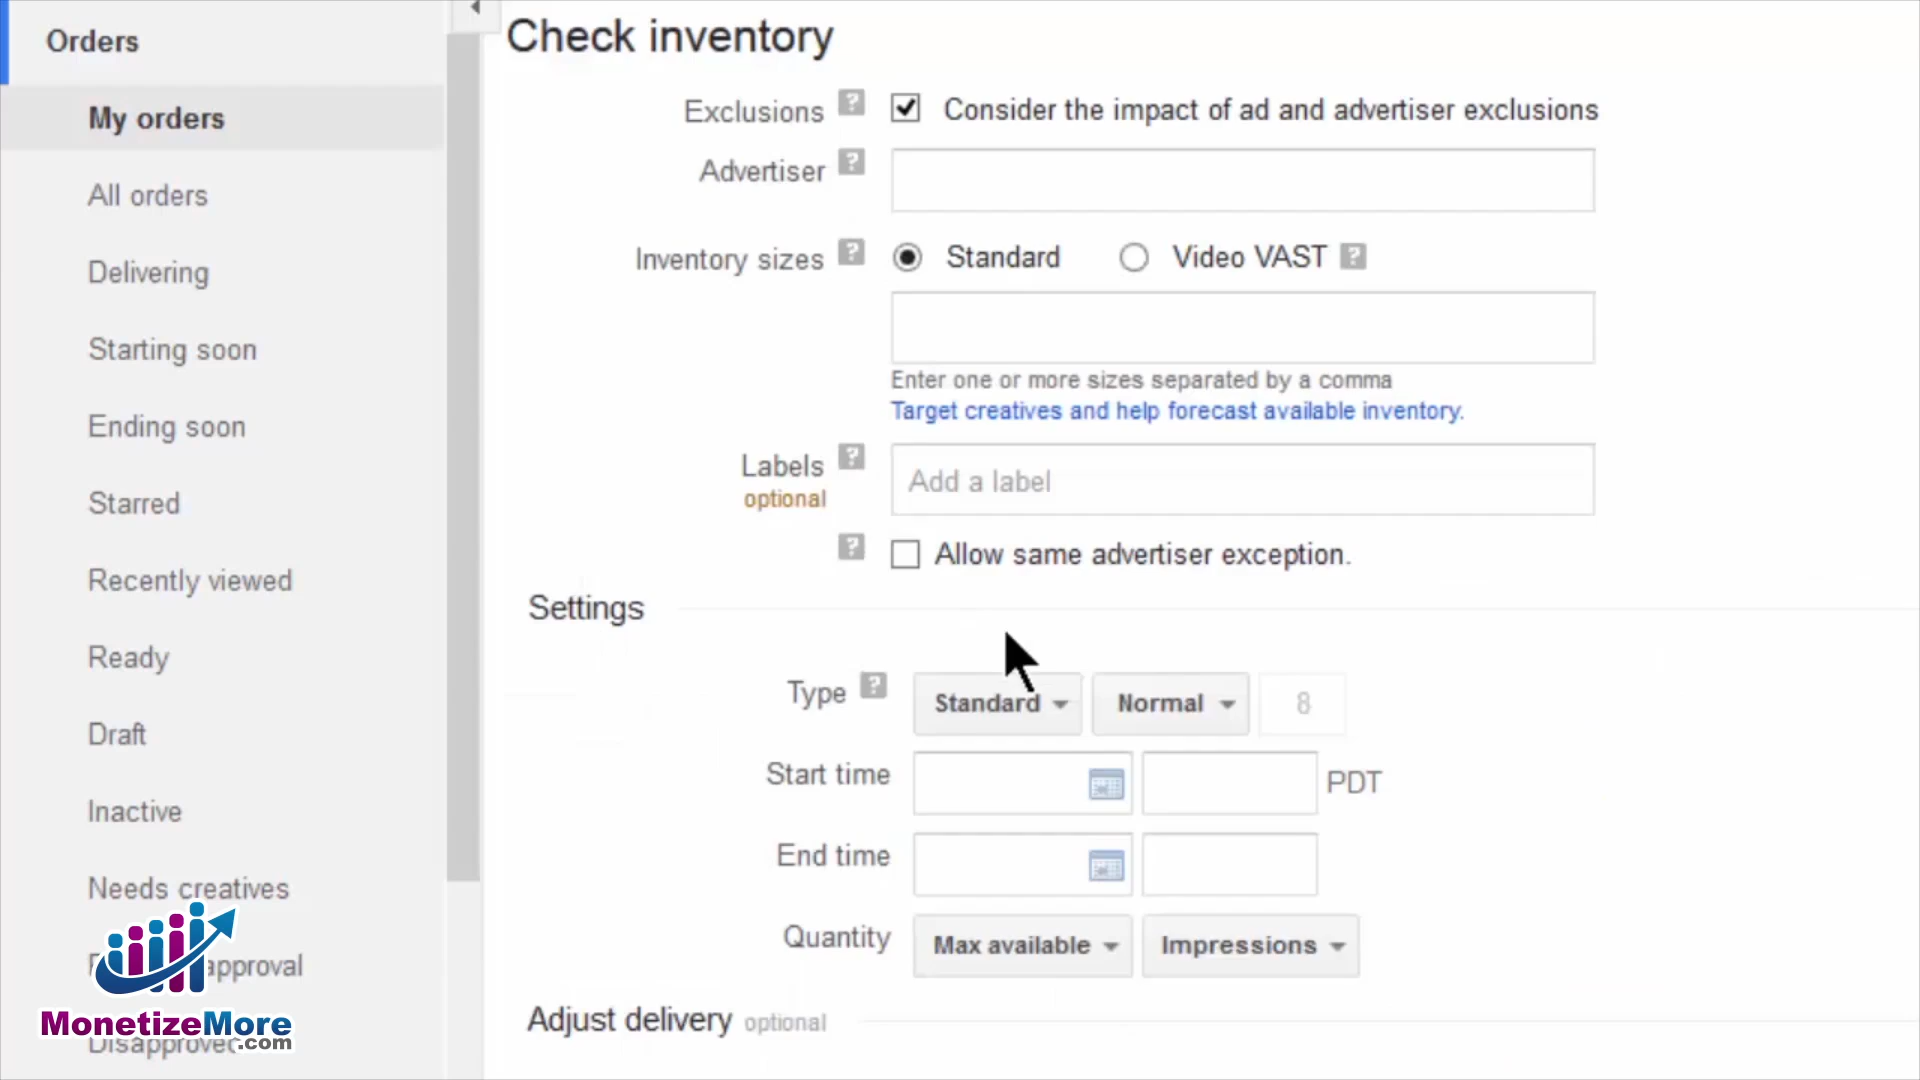 Orders
My orders
All orders
Delivering
Starting soon
Ending soon
Starred
Recently viewed
Ready
Draft
Inactive
Needs creatives
approval
Disapproved
MonetizeMore
.com
Check inventory
Exclusions ? Consider the impact of ad and advertiser exclusions
Advertiser ?
Inventory sizes ? Standard Video VAST ?
Enter one or more sizes separated by a comma
Target creatives and help forecast available inventory.
Labels ? Add a label
optional
? Allow same advertiser exception.
Settings
Type ? Standard Normal 8
Start time PDT
End time
Quantity Max available Impressions
Adjust delivery optional